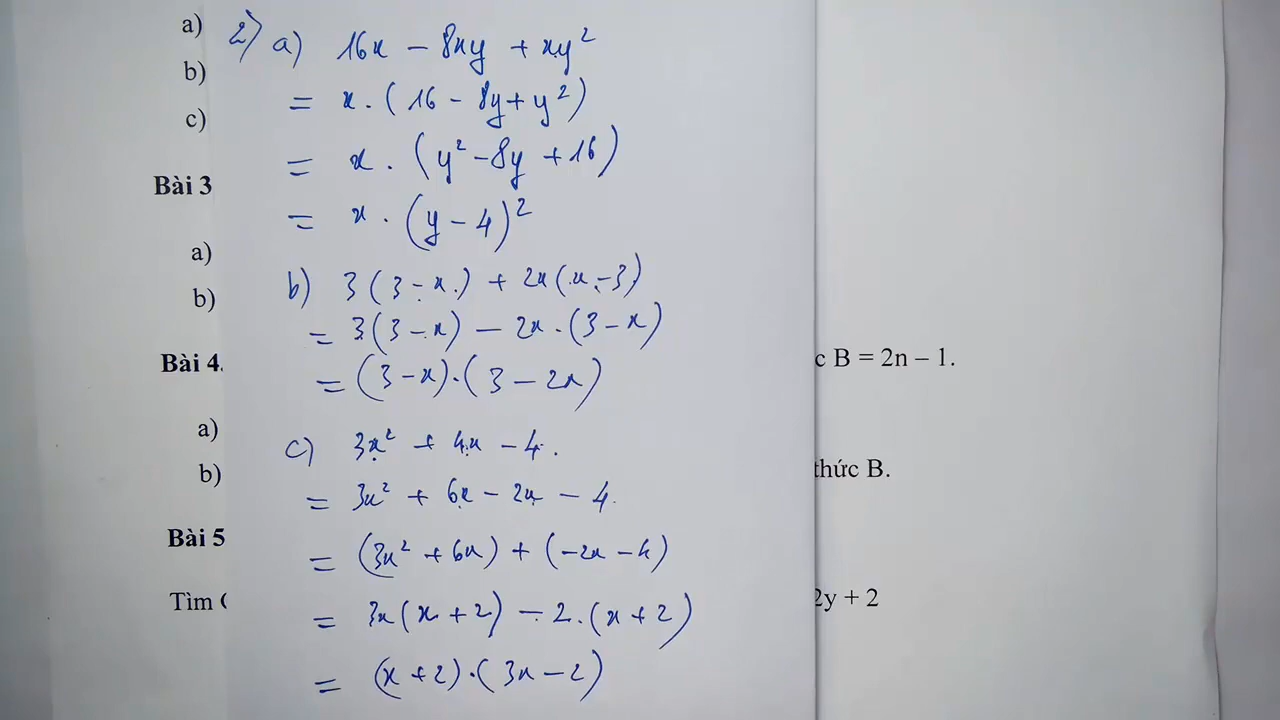 a)
b)
c)
Bài 3
a)
b)
Bài 4.
a)
b)
Bài 5
Tìm
2) a) 16x - 8xy + xy²
= x . (16 - 8y + y²)
= x . (y² - 8y + 16)
= x . (y - 4)²
b) 3(3 - x) + 2x(x - 3)
= 3(3 - x) - 2x . (3 - x)
= (3 - x) . (3 - 2x)
c) 3x² + 4x - 4.
= 3x² + 6x - 2x - 4.
= (3x² + 6x) + (-2x - 4)
= 3x(x + 2) - 2 . (x + 2)
= (x + 2) . (3x - 2)
c B = 2n – 1.
thức B.
2y + 2